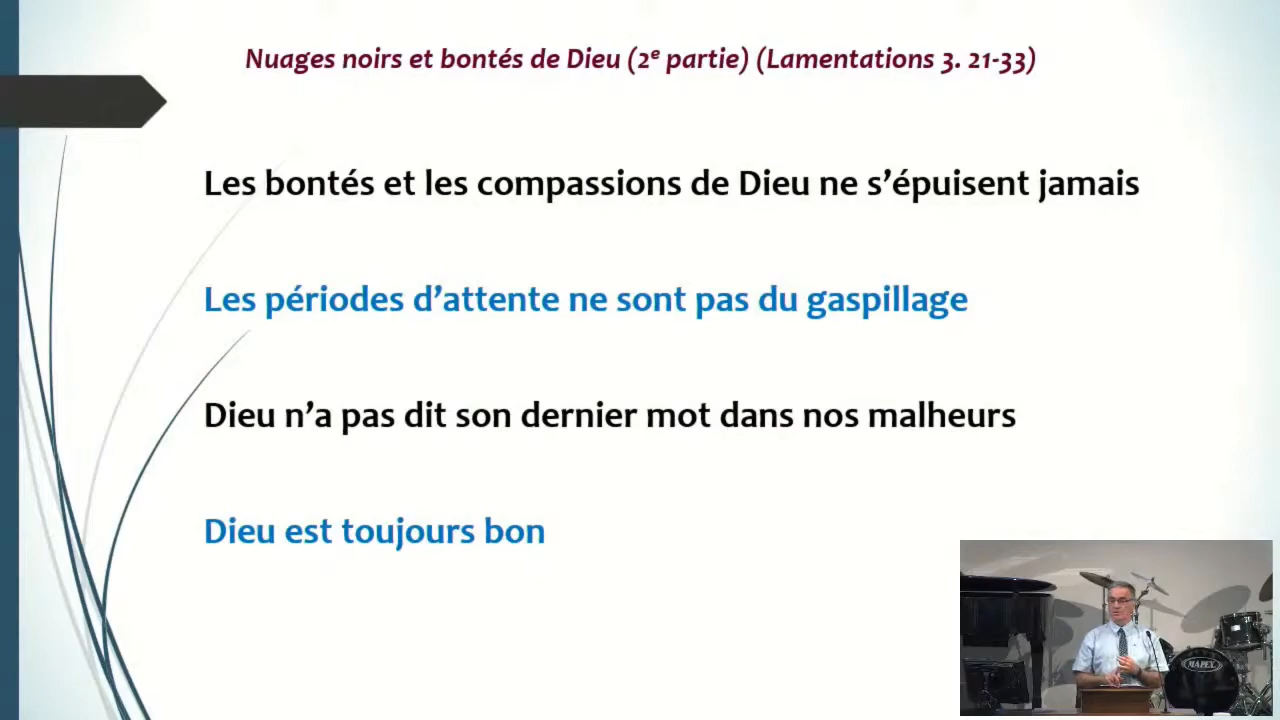 Nuages noirs et bontés de Dieu (2ᵉ partie) (Lamentations 3. 21-33)
Les bontés et les compassions de Dieu ne s’épuisent jamais
Les périodes d’attente ne sont pas du gaspillage
Dieu n’a pas dit son dernier mot dans nos malheurs
Dieu est toujours bon
MAPEX